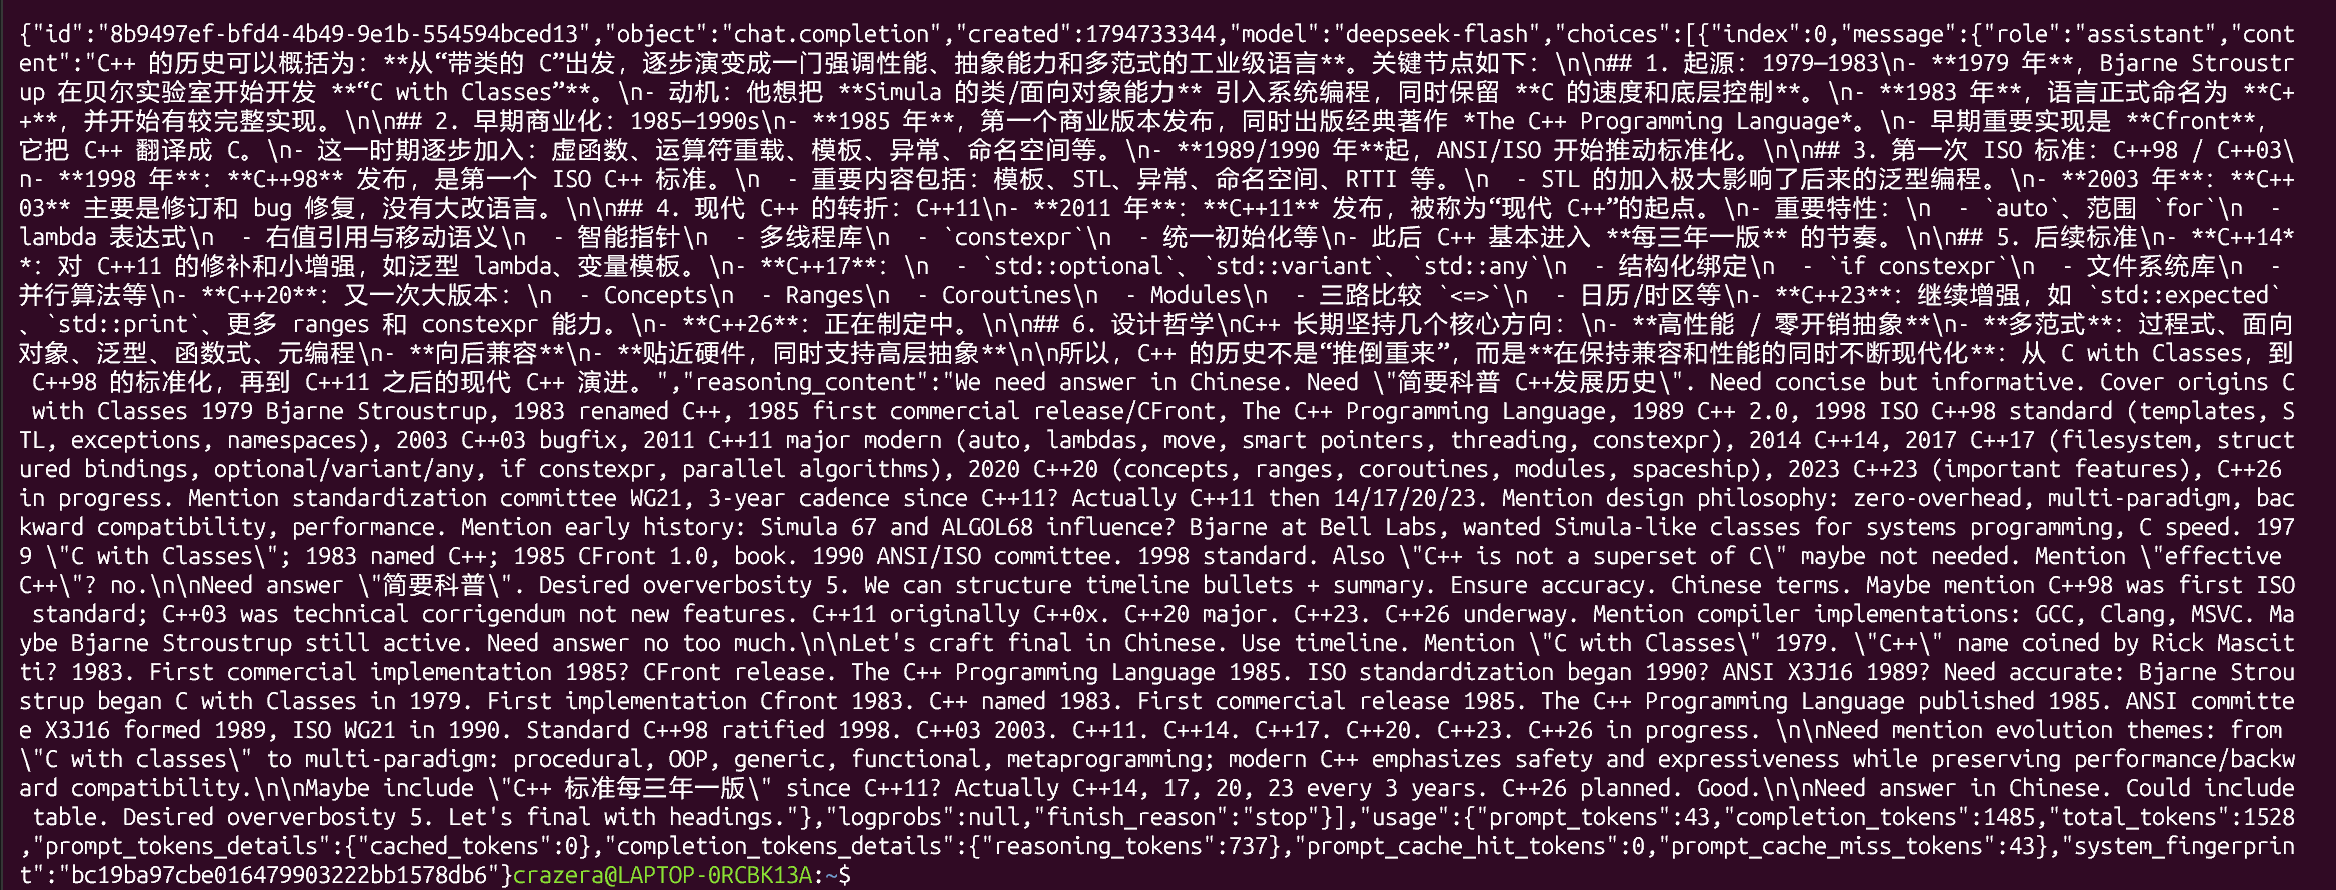 {"id":"8b9497ef-bfd4-4b49-9e1b-554594bced13","object":"chat.completion","created":1794733344,"model":"deepseek-flash","choices":[{"index":0,"message":{"role":"assistant","cont
ent":"C++ 的历史可以概括为：**从“带类的 C”出发，逐步演变成一门强调性能、抽象能力和多范式的工业级语言**。关键节点如下：\n\n## 1. 起源：1979—1983\n- **1979 年**，Bjarne Stroustr
up 在贝尔实验室开始开发 **“C with Classes”**。\n- 动机：他想把 **Simula 的类/面向对象能力** 引入系统编程，同时保留 **C 的速度和底层控制**。\n- **1983 年**，语言正式命名为 **C+
+**，并开始有较完整实现。\n\n## 2. 早期商业化：1985—1990s\n- **1985 年**，第一个商业版本发布，同时出版经典著作 *The C++ Programming Language*。\n- 早期重要实现是 **Cfront**，
它把 C++ 翻译成 C。\n- 这一时期逐步加入：虚函数、运算符重载、模板、异常、命名空间等。\n- **1989/1990 年**起，ANSI/ISO 开始推动标准化。\n\n## 3. 第一次 ISO 标准：C++98 / C++03\
n- **1998 年**：**C++98** 发布，是第一个 ISO C++ 标准。\n  - 重要内容包括：模板、STL、异常、命名空间、RTTI 等。\n  - STL 的加入极大影响了后来的泛型编程。\n- **2003 年**：**C++
03** 主要是修订和 bug 修复，没有大改语言。\n\n## 4. 现代 C++ 的转折：C++11\n- **2011 年**：**C++11** 发布，被称为“现代 C++”的起点。\n- 重要特性：\n  - `auto`、范围 `for`\n  -
lambda 表达式\n  - 右值引用与移动语义\n  - 智能指针\n  - 多线程库\n  - `constexpr`\n  - 统一初始化等\n- 此后 C++ 基本进入 **每三年一版** 的节奏。\n\n## 5. 后续标准\n- **C++14*
*：对 C++11 的修补和小增强，如泛型 lambda、变量模板。\n- **C++17**：\n  - `std::optional`、`std::variant`、`std::any`\n  - 结构化绑定\n  - `if constexpr`\n  - 文件系统库\n  -
并行算法等\n- **C++20**：又一次大版本：\n  - Concepts\n  - Ranges\n  - Coroutines\n  - Modules\n  - 三路比较 `<=>`\n  - 日历/时区等\n- **C++23**：继续增强，如 `std::expected`
、`std::print`、更多 ranges 和 constexpr 能力。\n- **C++26**：正在制定中。\n\n## 6. 设计哲学\nC++ 长期坚持几个核心方向：\n- **高性能 / 零开销抽象**\n- **多范式**：过程式、面向
对象、泛型、函数式、元编程\n- **向后兼容**\n- **贴近硬件，同时支持高层抽象**\n\n所以，C++ 的历史不是“推倒重来”，而是**在保持兼容和性能的同时不断现代化**：从 C with Classes，到
 C++98 的标准化，再到 C++11 之后的现代 C++ 演进。","reasoning_content":"We need answer in Chinese. Need \"简要科普 C++发展历史\". Need concise but informative. Cover origins C
 with Classes 1979 Bjarne Stroustrup, 1983 renamed C++, 1985 first commercial release/CFront, The C++ Programming Language, 1989 C++ 2.0, 1998 ISO C++98 standard (templates, S
TL, exceptions, namespaces), 2003 C++03 bugfix, 2011 C++11 major modern (auto, lambdas, move, smart pointers, threading, constexpr), 2014 C++14, 2017 C++17 (filesystem, struct
ured bindings, optional/variant/any, if constexpr, parallel algorithms), 2020 C++20 (concepts, ranges, coroutines, modules, spaceship), 2023 C++23 (important features), C++26
in progress. Mention standardization committee WG21, 3-year cadence since C++11? Actually C++11 then 14/17/20/23. Mention design philosophy: zero-overhead, multi-paradigm, bac
kward compatibility, performance. Mention early history: Simula 67 and ALGOL68 influence? Bjarne at Bell Labs, wanted Simula-like classes for systems programming, C speed. 197
9 \"C with Classes\"; 1983 named C++; 1985 CFront 1.0, book. 1990 ANSI/ISO committee. 1998 standard. Also \"C++ is not a superset of C\" maybe not needed. Mention \"effective
C++\"? no.\n\nNeed answer \"简要科普\". Desired oververbosity 5. We can structure timeline bullets + summary. Ensure accuracy. Chinese terms. Maybe mention C++98 was first ISO
 standard; C++03 was technical corrigendum not new features. C++11 originally C++0x. C++20 major. C++23. C++26 underway. Mention compiler implementations: GCC, Clang, MSVC. Ma
ybe Bjarne Stroustrup still active. Need answer no too much.\n\nLet's craft final in Chinese. Use timeline. Mention \"C with Classes\" 1979. \"C++\" name coined by Rick Mascit
ti? 1983. First commercial implementation 1985? CFront release. The C++ Programming Language 1985. ISO standardization began 1990? ANSI X3J16 1989? Need accurate: Bjarne Strou
strup began C with Classes in 1979. First implementation Cfront 1983. C++ named 1983. First commercial release 1985. The C++ Programming Language published 1985. ANSI committe
e X3J16 formed 1989, ISO WG21 in 1990. Standard C++98 ratified 1998. C++03 2003. C++11. C++14. C++17. C++20. C++23. C++26 in progress. \n\nNeed mention evolution themes: from
\"C with classes\" to multi-paradigm: procedural, OOP, generic, functional, metaprogramming; modern C++ emphasizes safety and expressiveness while preserving performance/backw
ard compatibility.\n\nMaybe include \"C++ 标准每三年一版\" since C++11? Actually C++14, 17, 20, 23 every 3 years. C++26 planned. Good.\n\nNeed answer in Chinese. Could include
 table. Desired oververbosity 5. Let's final with headings."},"logprobs":null,"finish_reason":"stop"}],"usage":{"prompt_tokens":43,"completion_tokens":1485,"total_tokens":1528
,"prompt_tokens_details":{"cached_tokens":0},"completion_tokens_details":{"reasoning_tokens":737},"prompt_cache_hit_tokens":0,"prompt_cache_miss_tokens":43},"system_fingerprin
t":"bc19ba97cbe016479903222bb1578db6"}crazera@LAPTOP-0RCBK13A:~$